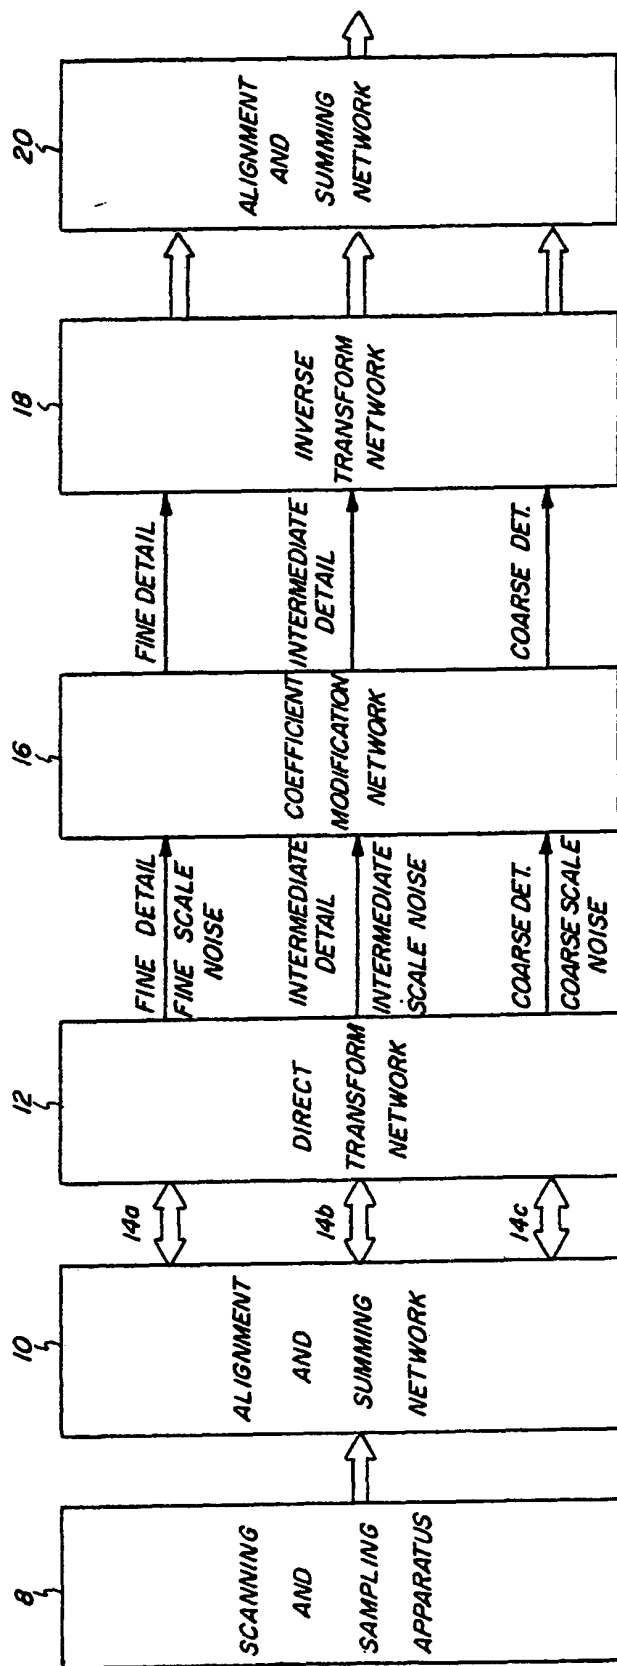 8
SCANNING
AND
SAMPLING
APPARATUS
10
ALIGNMENT
AND
SUMMING
NETWORK
14a
14b
14c
12
DIRECT
TRANSFORM
NETWORK
FINE DETAIL
FINE SCALE
NOISE
INTERMEDIATE
DETAIL
INTERMEDIATE
SCALE NOISE
COARSE DET.
COARSE SCALE
NOISE
16
COEFFICIENT
MODIFICATION
NETWORK
FINE DETAIL
INTERMEDIATE
DETAIL
COARSE DET.
18
INVERSE
TRANSFORM
NETWORK
20
ALIGNMENT
AND
SUMMING
NETWORK